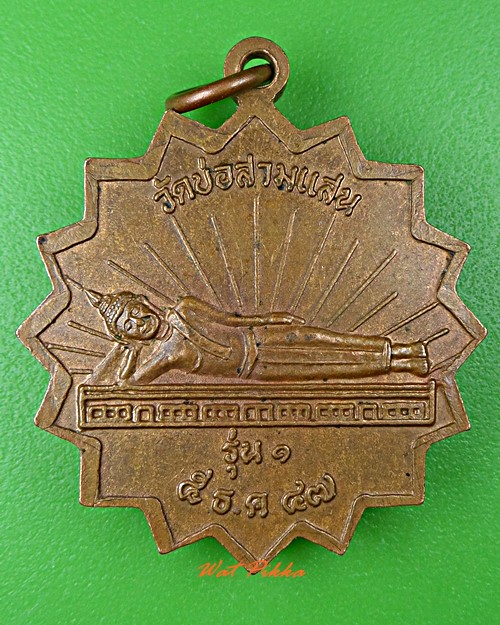 วัดบ่อสามแสน
รุ่น ๑
๕ ธ.ค ๔๗
Wat Pikka